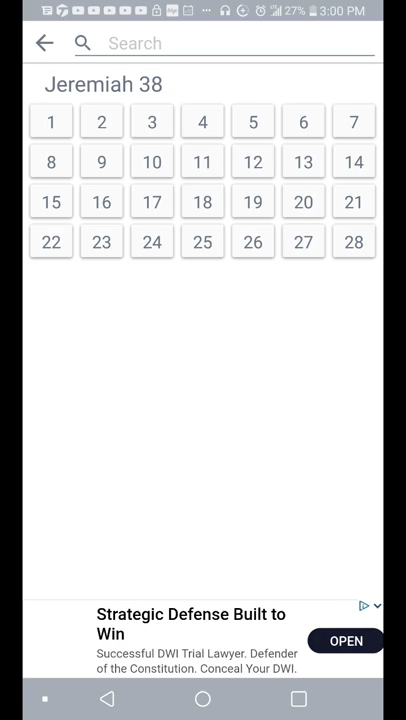 27% 3:00 PM
Search
Jeremiah 38
1 2 3 4 5 6 7
8 9 10 11 12 13 14
15 16 17 18 19 20 21
22 23 24 25 26 27 28
Strategic Defense Built to
Win
Successful DWI Trial Lawyer. Defender
of the Constitution. Conceal Your DWI.
OPEN